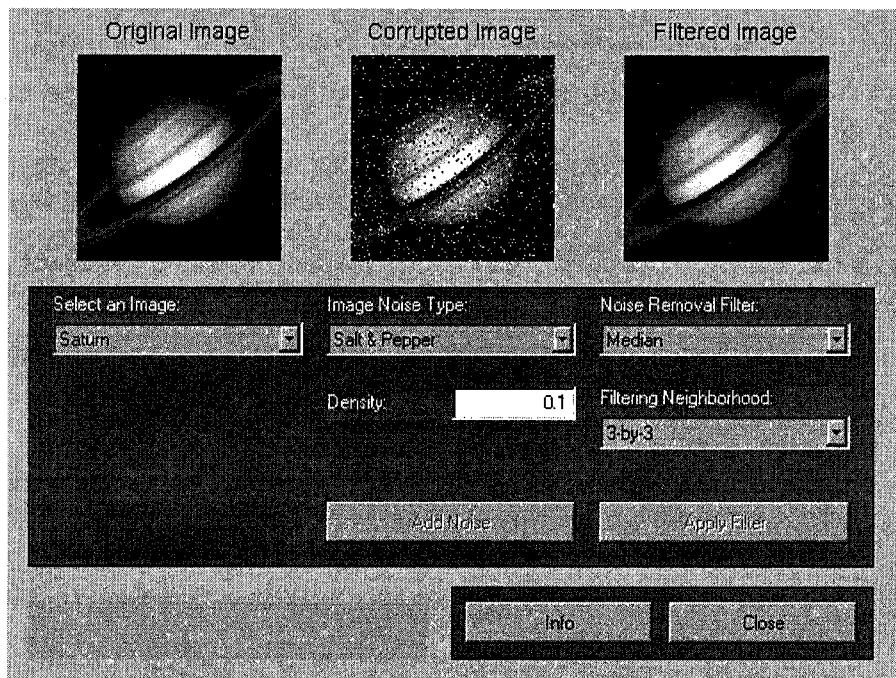 Original Image
Corrupted Image
Filtered Image
Select an Image:
Image Noise Type:
Noise Removal Filter:
Saturn
Salt & Pepper
Median
Density:
0.1
Filtering Neighborhood:
3-by-3
Add Noise
Apply Filter
Info
Close